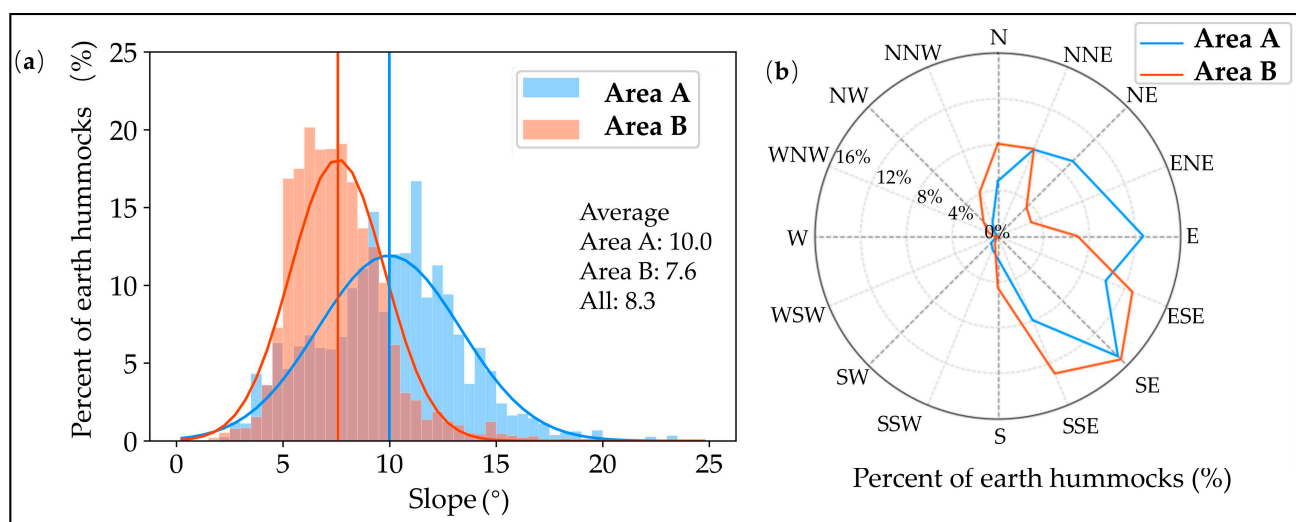 (a)
Percent of earth hummocks (%)
25
20
15
10
5
0
0 5 10 15 20 25
Slope (°)
Area A
Area B
Average
Area A: 10.0
Area B: 7.6
All: 8.3
(b)
Area A
Area B
N
NNW NNE
NW NE
WNW ENE
16%
12%
8%
4%
0%
W E
WSW ESE
SW SE
SSW SSE
S
Percent of earth hummocks (%)